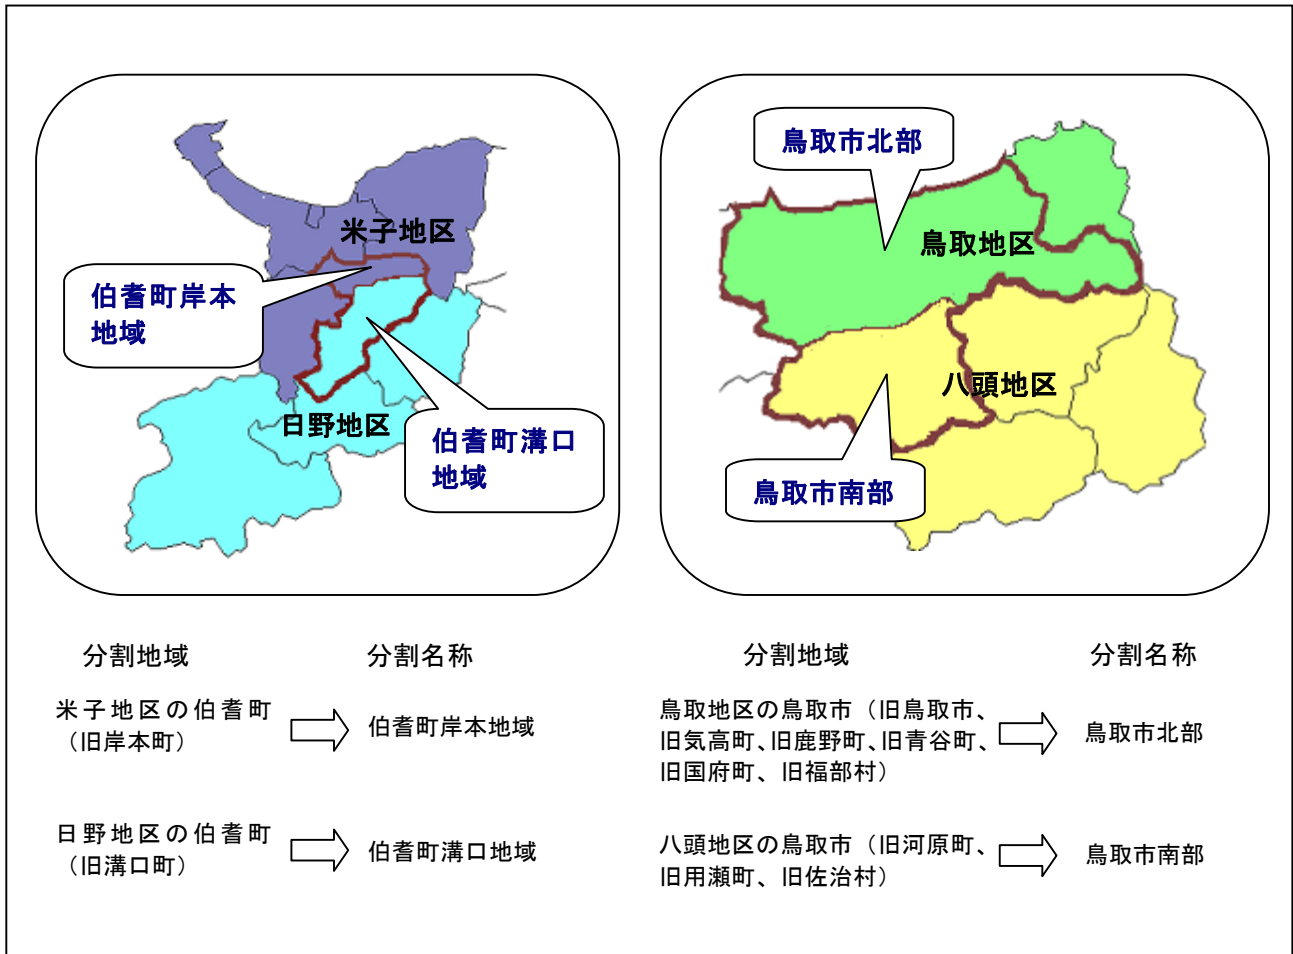 米子地区
伯耆町岸本
地域
日野地区
伯耆町溝口
地域
鳥取市北部
鳥取地区
八頭地区
鳥取市南部
分割地域
分割名称
米子地区の伯耆町
（旧岸本町）
伯耆町岸本地域
日野地区の伯耆町
（旧溝口町）
伯耆町溝口地域
分割地域
分割名称
鳥取地区の鳥取市（旧鳥取市、
旧気高町、旧鹿野町、旧青谷町、
旧国府町、旧福部村）
鳥取市北部
八頭地区の鳥取市（旧河原町、
旧用瀬町、旧佐治村）
鳥取市南部